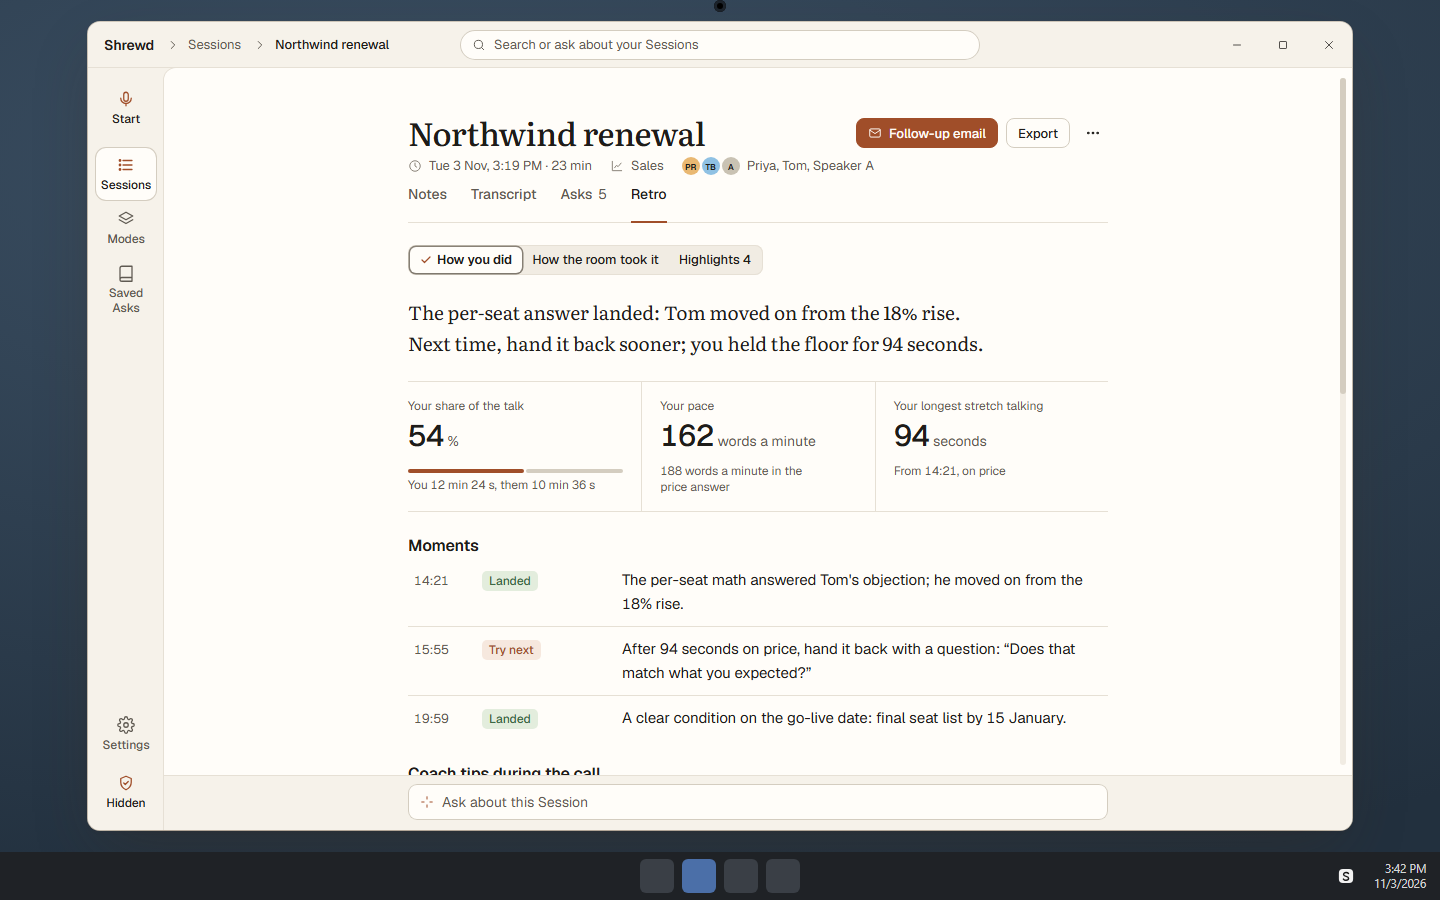 Shrewd
Sessions
Northwind renewal
Search or ask about your Sessions
Start
Sessions
Modes
Saved
Asks
Settings
Hidden
Northwind renewal
Follow-up email
Export
Tue 3 Nov, 3:19 PM · 23 min
Sales
PR
TB
A
Priya, Tom, Speaker A
Notes
Transcript
Asks 5
Retro
How you did
How the room took it
Highlights 4
The per-seat answer landed: Tom moved on from the 18% rise.
Next time, hand it back sooner; you held the floor for 94 seconds.
Your share of the talk
54 %
You 12 min 24 s, them 10 min 36 s
Your pace
162 words a minute
188 words a minute in the
price answer
Your longest stretch talking
94 seconds
From 14:21, on price
Moments
14:21
Landed
The per-seat math answered Tom's objection; he moved on from the
18% rise.
15:55
Try next
After 94 seconds on price, hand it back with a question: “Does that
match what you expected?”
19:59
Landed
A clear condition on the go-live date: final seat list by 15 January.
Coach tips during the call
Ask about this Session
S
3:42 PM
11/3/2026